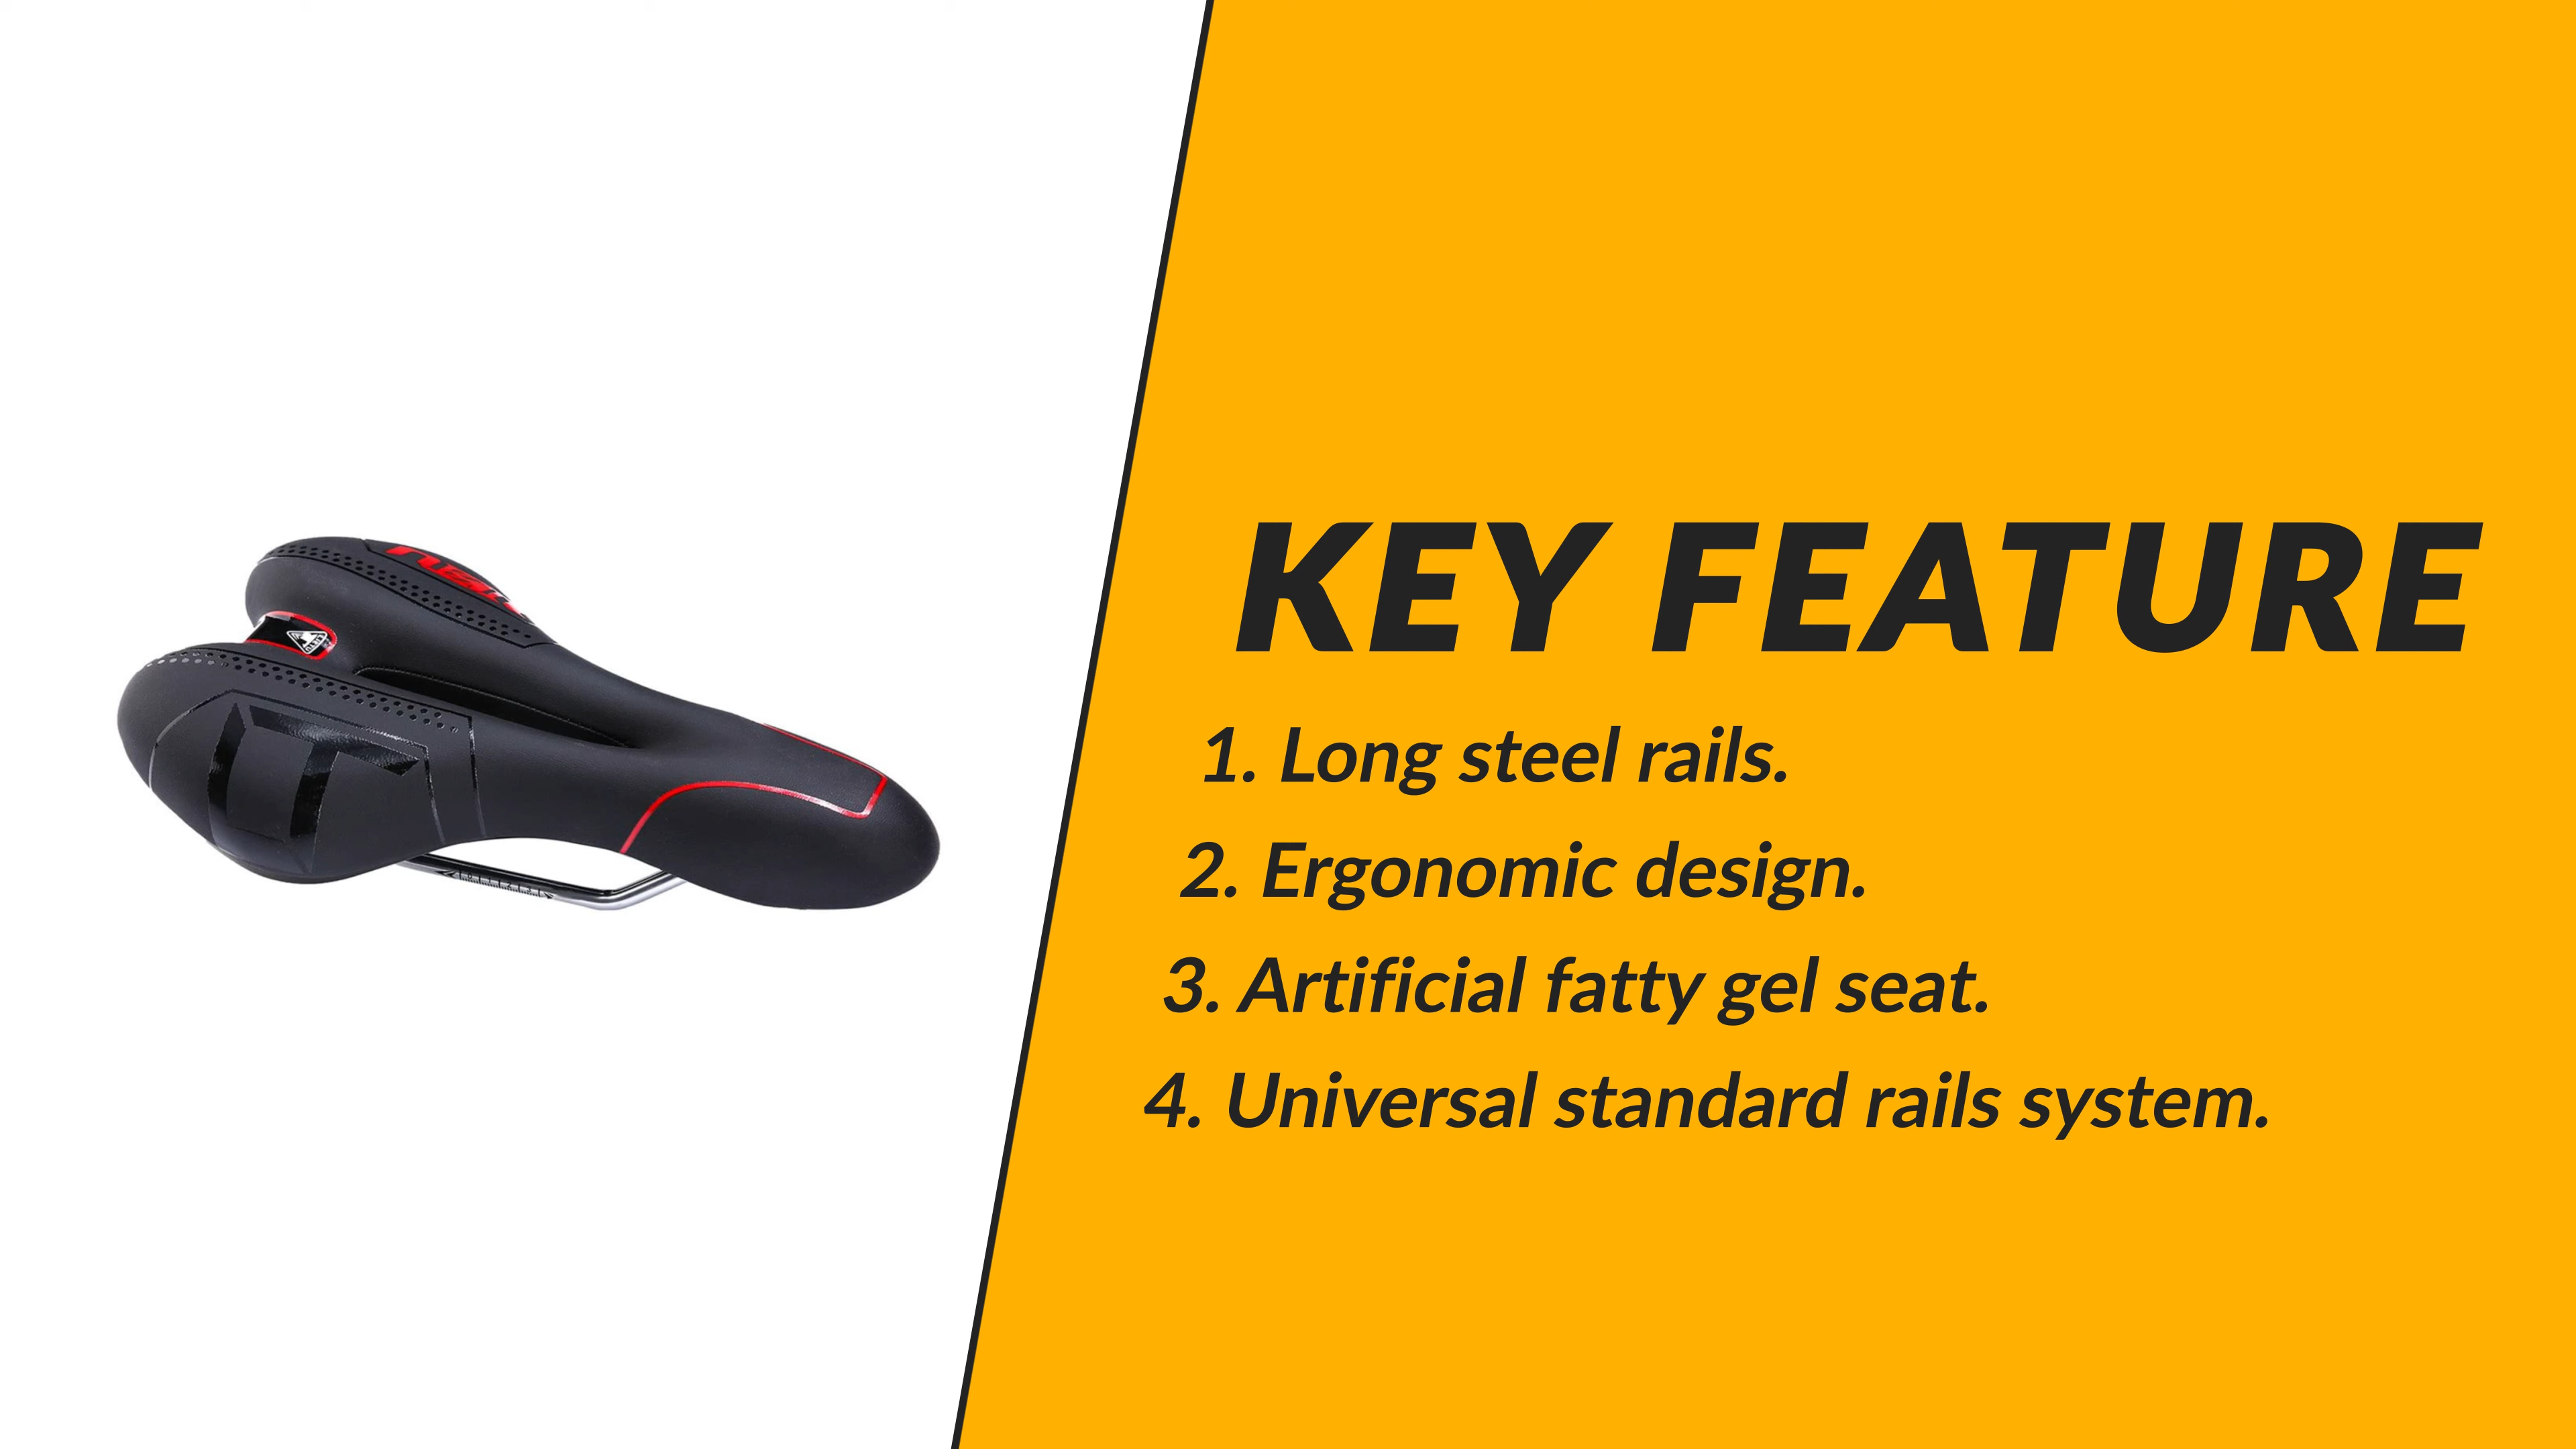 KEY FEATURE
1. Long steel rails.
2. Ergonomic design.
3. Artificial fatty gel seat.
4. Universal standard rails system.